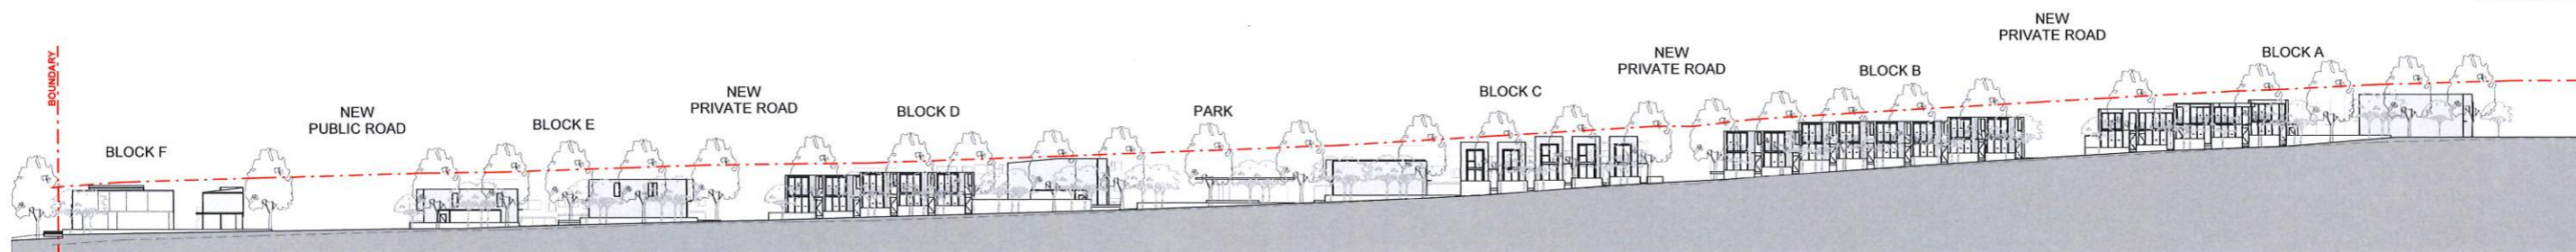 BOUNDARY
BLOCK F
NEW
PUBLIC ROAD
BLOCK E
NEW
PRIVATE ROAD
BLOCK D
PARK
BLOCK C
NEW
PRIVATE ROAD
BLOCK B
NEW
PRIVATE ROAD
BLOCK A